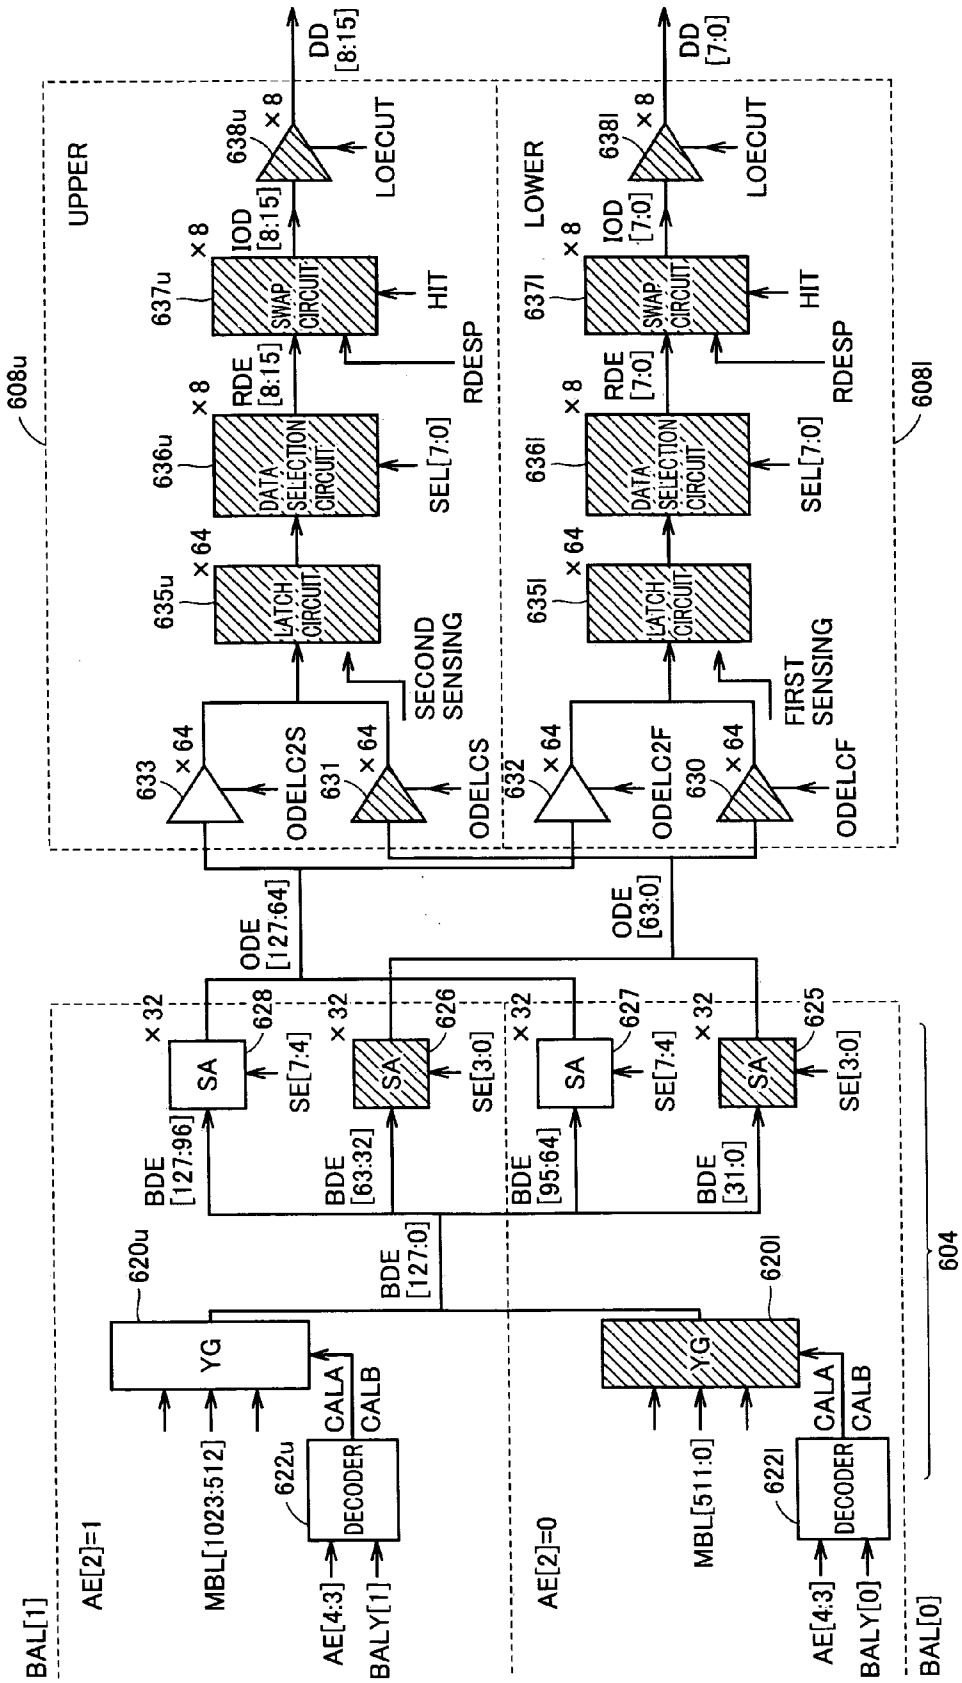 BAL[1]
AE[2]=1
MBL[1023:512]
AE[4:3]
BALY[1]
622u
DECODER
CALA
CALB
YG
620u
BDE
[127:0]
BDE
[127:96]
SA
628
×32
SE[7:4]
BDE
[63:32]
SA
626
×32
SE[3:0]
ODE
[127:64]
608u
UPPER
633
×64
ODELC2S
631
×64
ODELCS
SECOND
SENSING
635u
×64
LATCH
CIRCUIT
636u
×8
DATA
SELECTION
CIRCUIT
SEL[7:0]
RDE
[8:15]
RDESP
637u
×8
SWAP
CIRCUIT
HIT
IOD
[8:15]
638u
×8
LOECUT
DD
[8:15]
AE[2]=0
MBL[511:0]
AE[4:3]
BALY[0]
622l
DECODER
CALA
CALB
YG
620l
BDE
[95:64]
SA
627
×32
SE[7:4]
BDE
[31:0]
SA
625
×32
SE[3:0]
ODE
[63:0]
LOWER
632
×64
ODELC2F
630
×64
ODELCF
FIRST
SENSING
635l
×64
LATCH
CIRCUIT
636l
×8
DATA
SELECTION
CIRCUIT
SEL[7:0]
RDE
[7:0]
RDESP
637l
×8
SWAP
CIRCUIT
HIT
IOD
[7:0]
638l
×8
LOECUT
DD
[7:0]
608l
BAL[0]
604